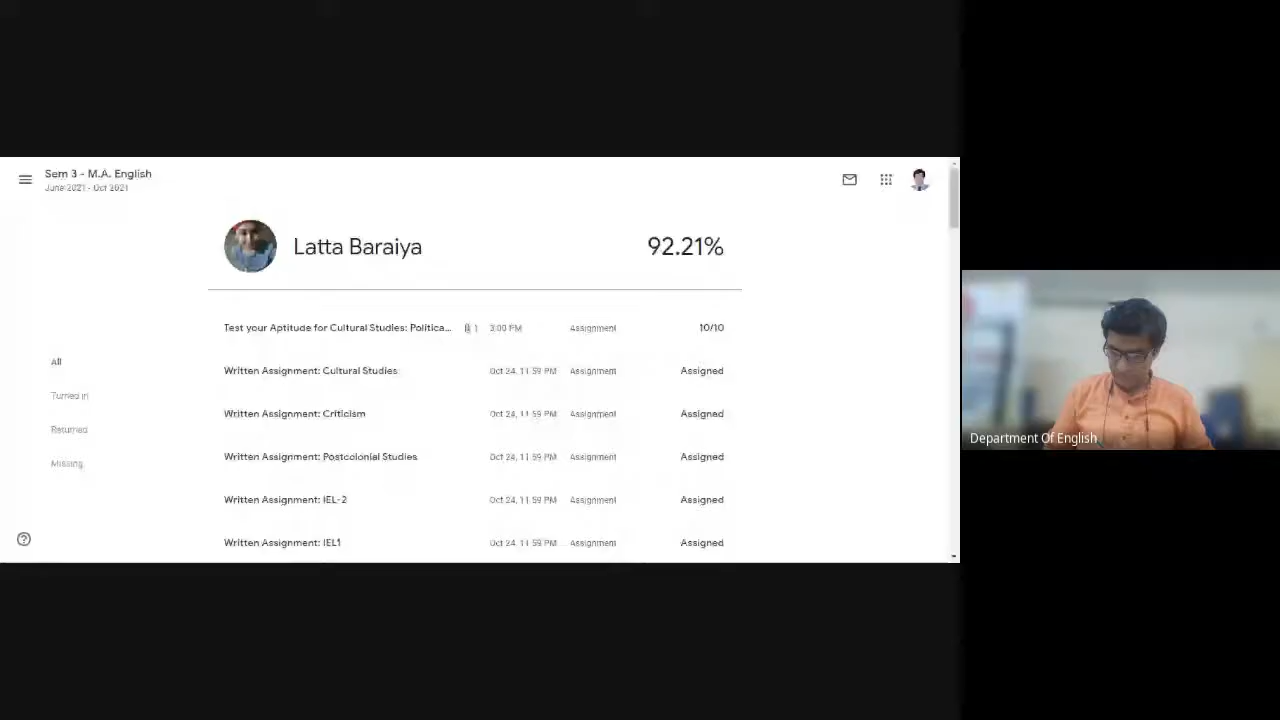 Sem 3 - M.A. English
June 2021 - Oct 2021
Latta Baraiya 92.21%
Test your Aptitude for Cultural Studies: Politica... 1 3:00 PM Assignment 10/10
All
Written Assignment: Cultural Studies Oct 24, 11:59 PM Assignment Assigned
Turned in
Written Assignment: Criticism Oct 24, 11:59 PM Assignment Assigned
Returned
Written Assignment: Postcolonial Studies Oct 24, 11:59 PM Assignment Assigned
Missing
Written Assignment: IEL-2 Oct 24, 11:59 PM Assignment Assigned
Written Assignment: IEL1 Oct 24, 11:59 PM Assignment Assigned
Department Of English